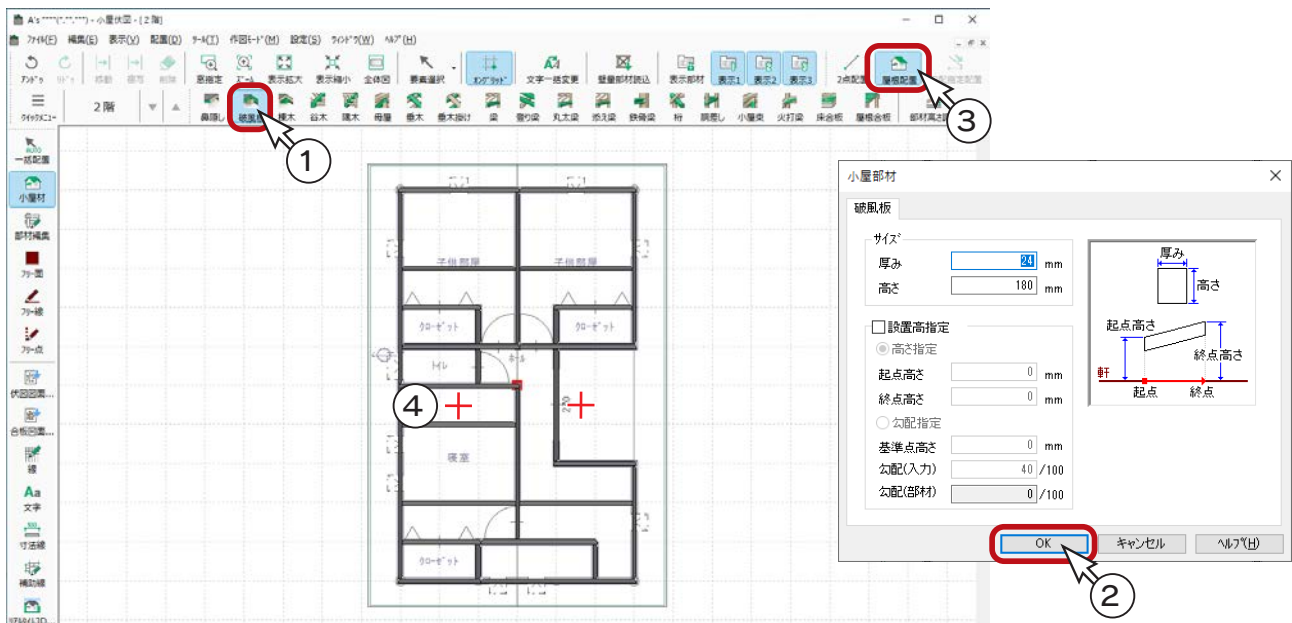 A's ****(*.**.***) - 小屋伏図 - [２階]
ﾌｧｲﾙ(F) 編集(E) 表示(V) 配置(D) ﾂｰﾙ(T) 作図ﾓｰﾄﾞ(M) 設定(S) ｳｨﾝﾄﾞｳ(W) ﾍﾙﾌﾟ(H)
ｱﾝﾄﾞｩ ﾘﾄﾞｩ 移動 複写 削除 窓指定 ｽﾞｰﾑ 表示拡大 表示縮小 全体図 要素選択 ｵﾝｸﾞﾘｯﾄﾞ 文字一括変更 壁量部材読込 表示部材 表示1 表示2 表示3 2点配置 屋根配置
ｸｲｯｸﾒﾆｭｰ 2階 鼻隠し 破風板 棟木 谷木 隅木 母屋 垂木 垂木掛け 梁 登り梁 丸太梁 添え梁 鉄骨梁 桁 胴差し 小屋束 火打梁 床合板 屋根合板
①
③
AUTO
一括配置
小屋材
部材編集
ﾌﾘｰ面
ﾌﾘｰ線
ﾌﾘｰ点
伏図図面...
合板図面...
線
Aa
文字
500
寸法線
補助線
ﾘｱﾙﾀｲﾑ3D...
子供部屋 子供部屋
ｸﾛｰｾﾞｯﾄ ｸﾛｰｾﾞｯﾄ
ﾄｲﾚ ﾎｰﾙ
④
寝室
ｸﾛｰｾﾞｯﾄ
小屋部材
破風板
ｻｲｽﾞ
厚み 24 mm
高さ 180 mm
設置高指定
高さ指定
起点高さ 0 mm
終点高さ 0 mm
勾配指定
基準点高さ 0 mm
勾配(入力) 40 /100
勾配(部材) 0 /100
厚み
高さ
起点高さ
終点高さ
軒
起点 終点
OK キャンセル ﾍﾙﾌﾟ(H)
②